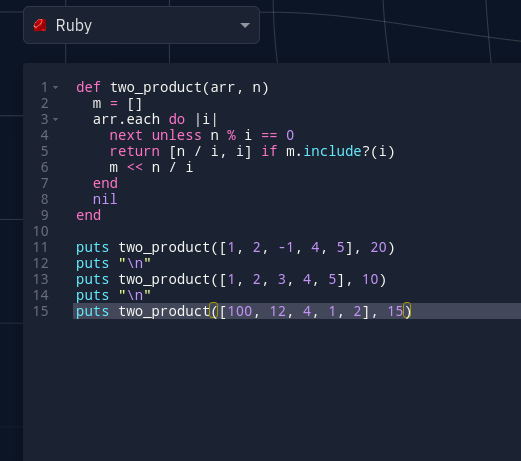 Ruby
1 def two_product(arr, n)
2   m = []
3   arr.each do |i|
4     next unless n % i == 0
5     return [n / i, i] if m.include?(i)
6     m << n / i
7   end
8   nil
9 end
10
11 puts two_product([1, 2, -1, 4, 5], 20)
12 puts "\n"
13 puts two_product([1, 2, 3, 4, 5], 10)
14 puts "\n"
15 puts two_product([100, 12, 4, 1, 2], 15)